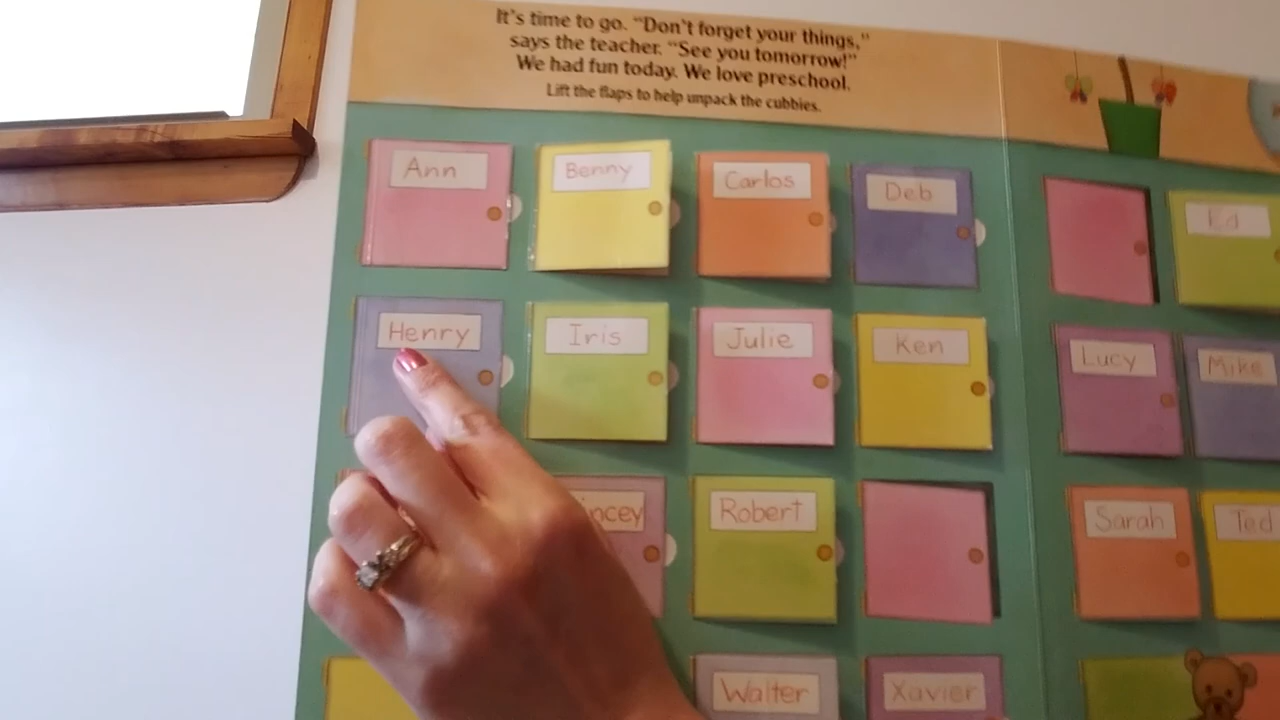 It's time to go. "Don't forget your things,"
says the teacher. "See you tomorrow!"
We had fun today. We love preschool.
Lift the flaps to help unpack the cubbies.
Ann
Benny
Carlos
Deb
Ed
Henry
Iris
Julie
Ken
Lucy
Mike
Robert
Sarah
Ted
Walter
Xavier